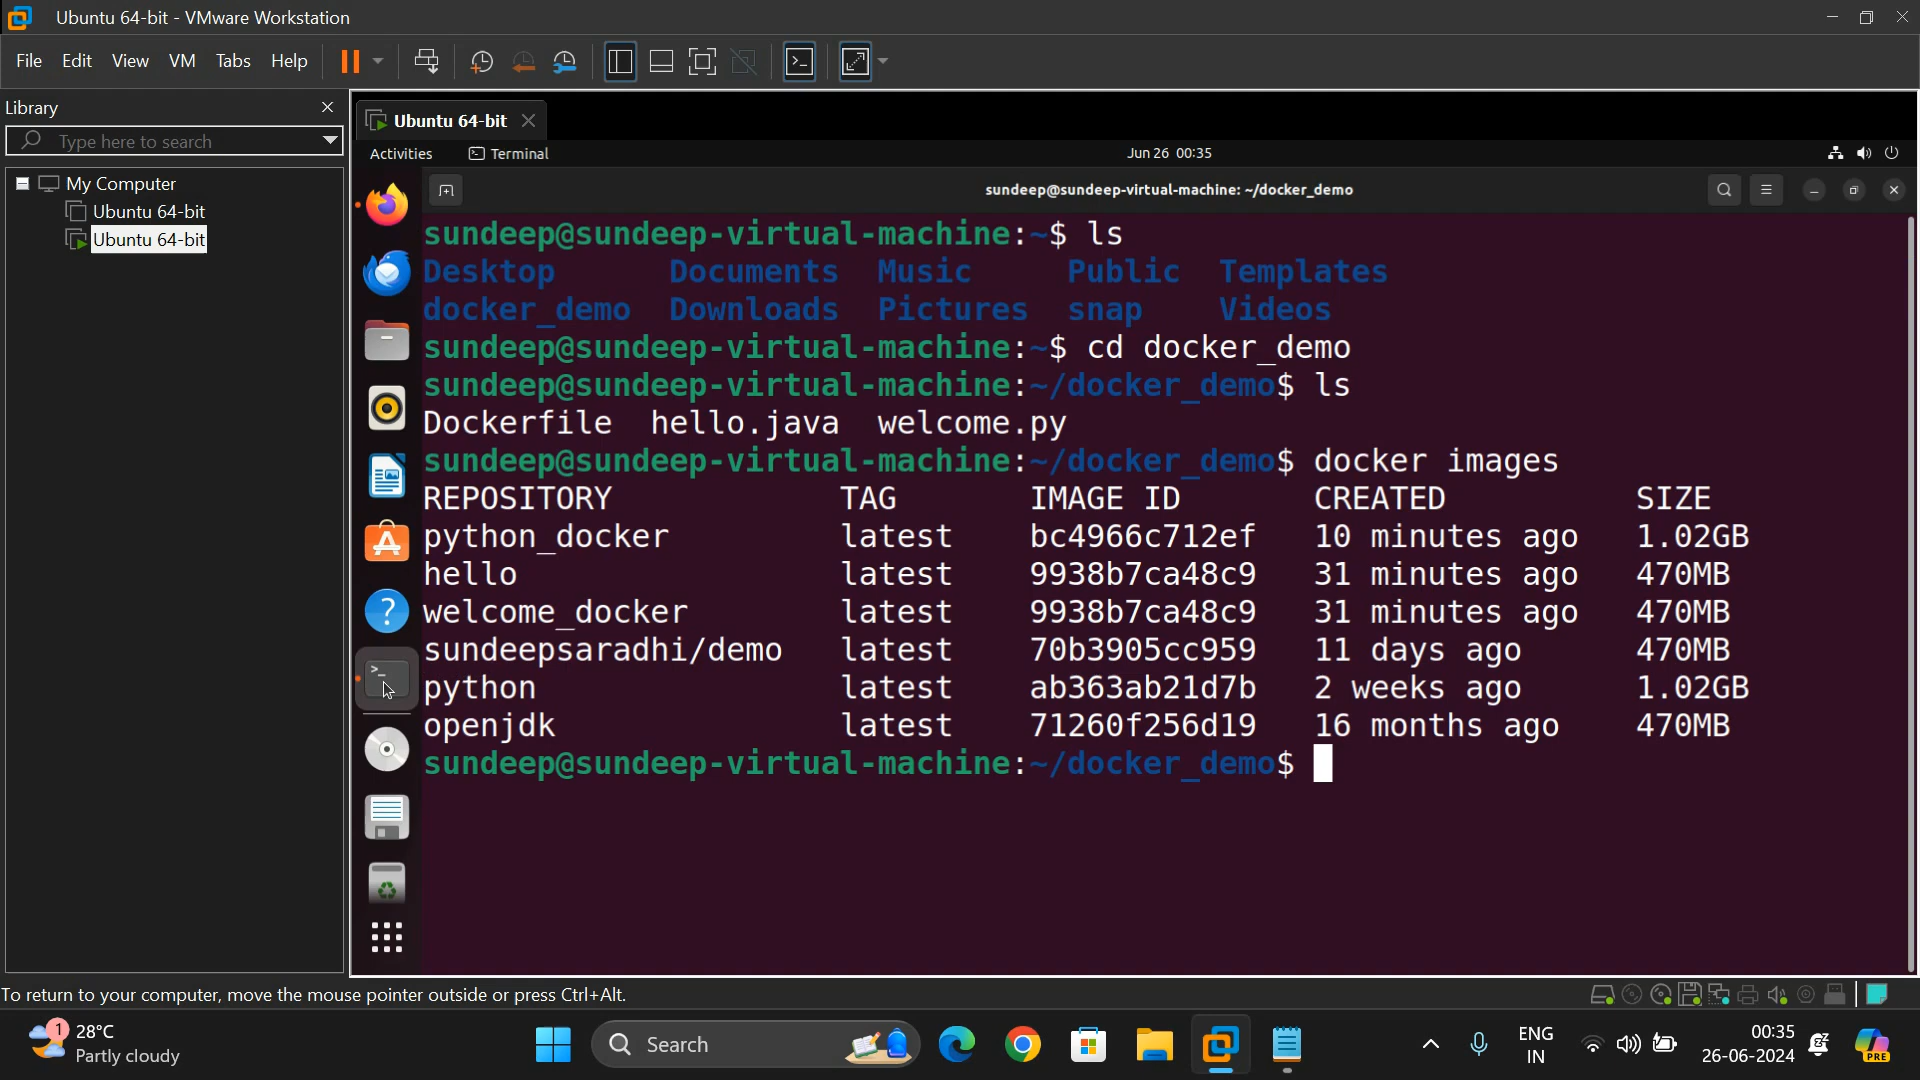 Ubuntu 64-bit - VMware Workstation
File Edit View VM Tabs Help
Library
Type here to search
My Computer
Ubuntu 64-bit
Ubuntu 64-bit
Ubuntu 64-bit
Activities Terminal Jun 26 00:35
sundeep@sundeep-virtual-machine: ~/docker_demo
sundeep@sundeep-virtual-machine:~$ ls
Desktop Documents Music Public Templates
docker_demo Downloads Pictures snap Videos
sundeep@sundeep-virtual-machine:~$ cd docker_demo
sundeep@sundeep-virtual-machine:~/docker_demo$ ls
Dockerfile hello.java welcome.py
sundeep@sundeep-virtual-machine:~/docker_demo$ docker images
REPOSITORY TAG IMAGE ID CREATED SIZE
python_docker latest bc4966c712ef 10 minutes ago 1.02GB
hello latest 9938b7ca48c9 31 minutes ago 470MB
welcome_docker latest 9938b7ca48c9 31 minutes ago 470MB
sundeepsaradhi/demo latest 70b3905cc959 11 days ago 470MB
python latest ab363ab21d7b 2 weeks ago 1.02GB
openjdk latest 71260f256d19 16 months ago 470MB
sundeep@sundeep-virtual-machine:~/docker_demo$
To return to your computer, move the mouse pointer outside or press Ctrl+Alt.
1 28°C
Partly cloudy
Search
ENG
IN
00:35
26-06-2024
PRE